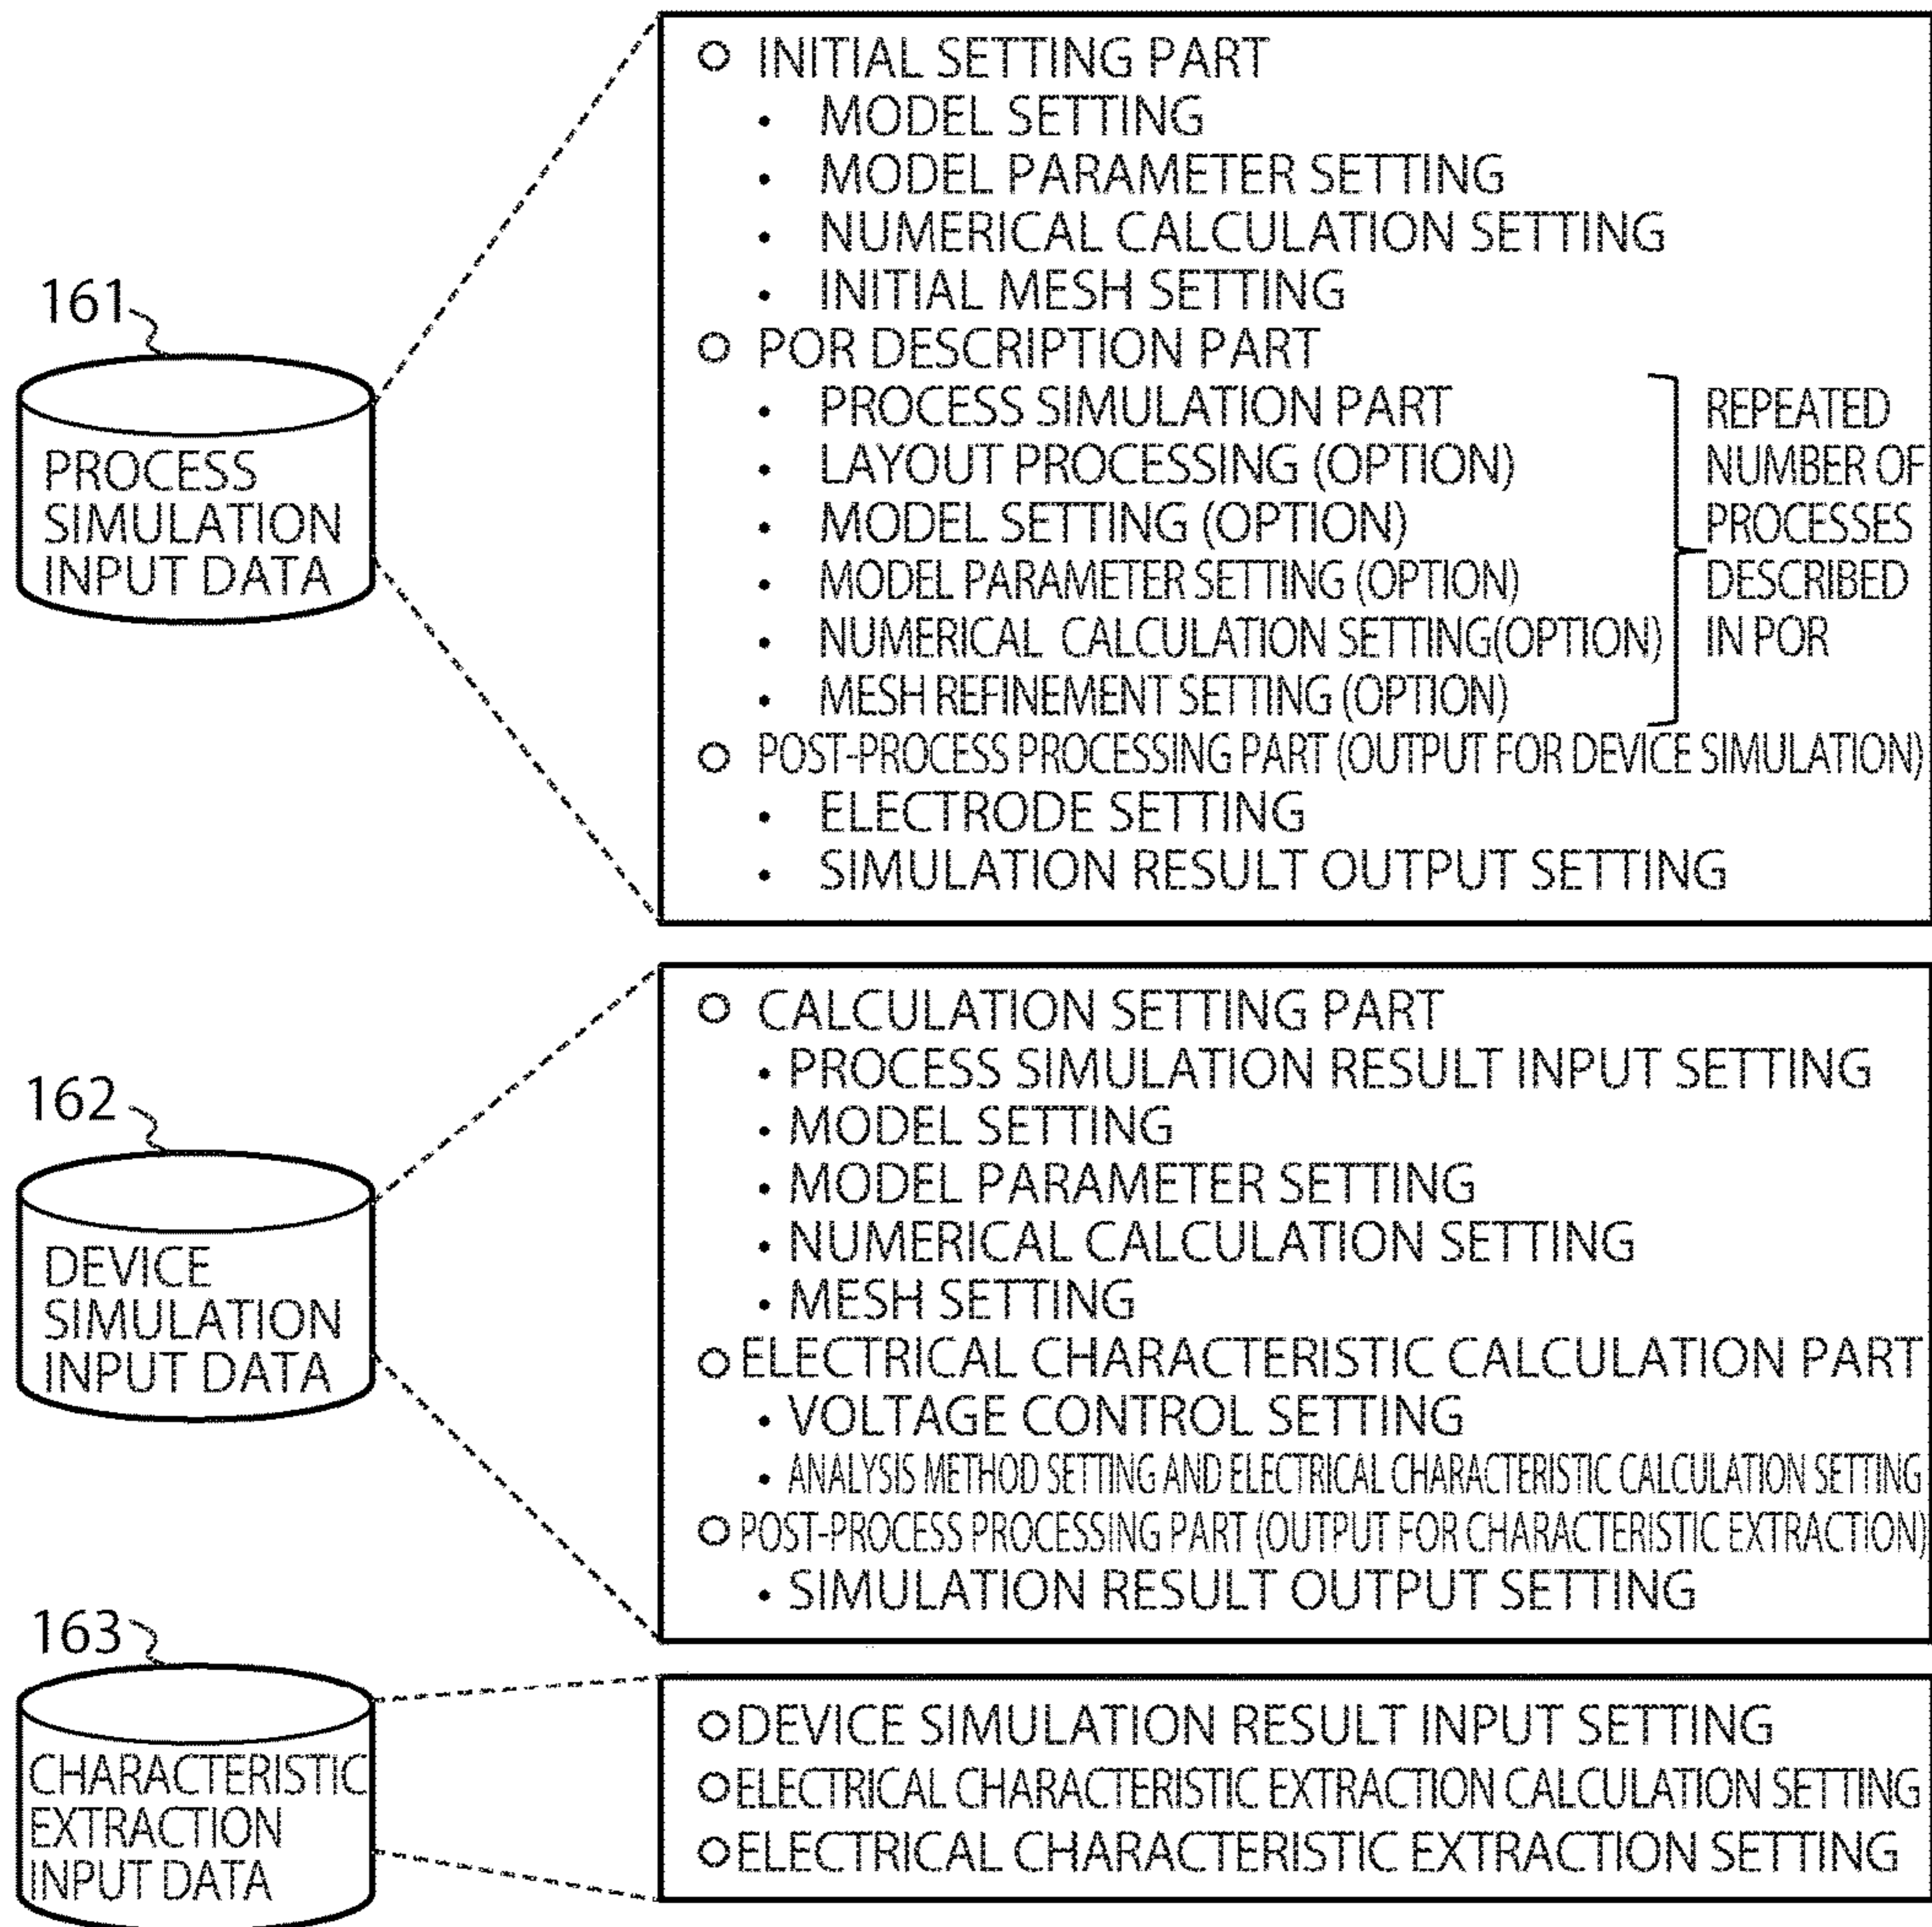 161
PROCESS
SIMULATION
INPUT DATA
○ INITIAL SETTING PART
• MODEL SETTING
• MODEL PARAMETER SETTING
• NUMERICAL CALCULATION SETTING
• INITIAL MESH SETTING
○ POR DESCRIPTION PART
• PROCESS SIMULATION PART
• LAYOUT PROCESSING (OPTION)
• MODEL SETTING (OPTION)
• MODEL PARAMETER SETTING (OPTION)
• NUMERICAL CALCULATION SETTING(OPTION)
• MESH REFINEMENT SETTING (OPTION)
REPEATED
NUMBER OF
PROCESSES
DESCRIBED
IN POR
○ POST-PROCESS PROCESSING PART (OUTPUT FOR DEVICE SIMULATION)
• ELECTRODE SETTING
• SIMULATION RESULT OUTPUT SETTING
162
DEVICE
SIMULATION
INPUT DATA
○ CALCULATION SETTING PART
• PROCESS SIMULATION RESULT INPUT SETTING
• MODEL SETTING
• MODEL PARAMETER SETTING
• NUMERICAL CALCULATION SETTING
• MESH SETTING
○ ELECTRICAL CHARACTERISTIC CALCULATION PART
• VOLTAGE CONTROL SETTING
• ANALYSIS METHOD SETTING AND ELECTRICAL CHARACTERISTIC CALCULATION SETTING
○ POST-PROCESS PROCESSING PART (OUTPUT FOR CHARACTERISTIC EXTRACTION)
• SIMULATION RESULT OUTPUT SETTING
163
CHARACTERISTIC
EXTRACTION
INPUT DATA
○ DEVICE SIMULATION RESULT INPUT SETTING
○ ELECTRICAL CHARACTERISTIC EXTRACTION CALCULATION SETTING
○ ELECTRICAL CHARACTERISTIC EXTRACTION SETTING